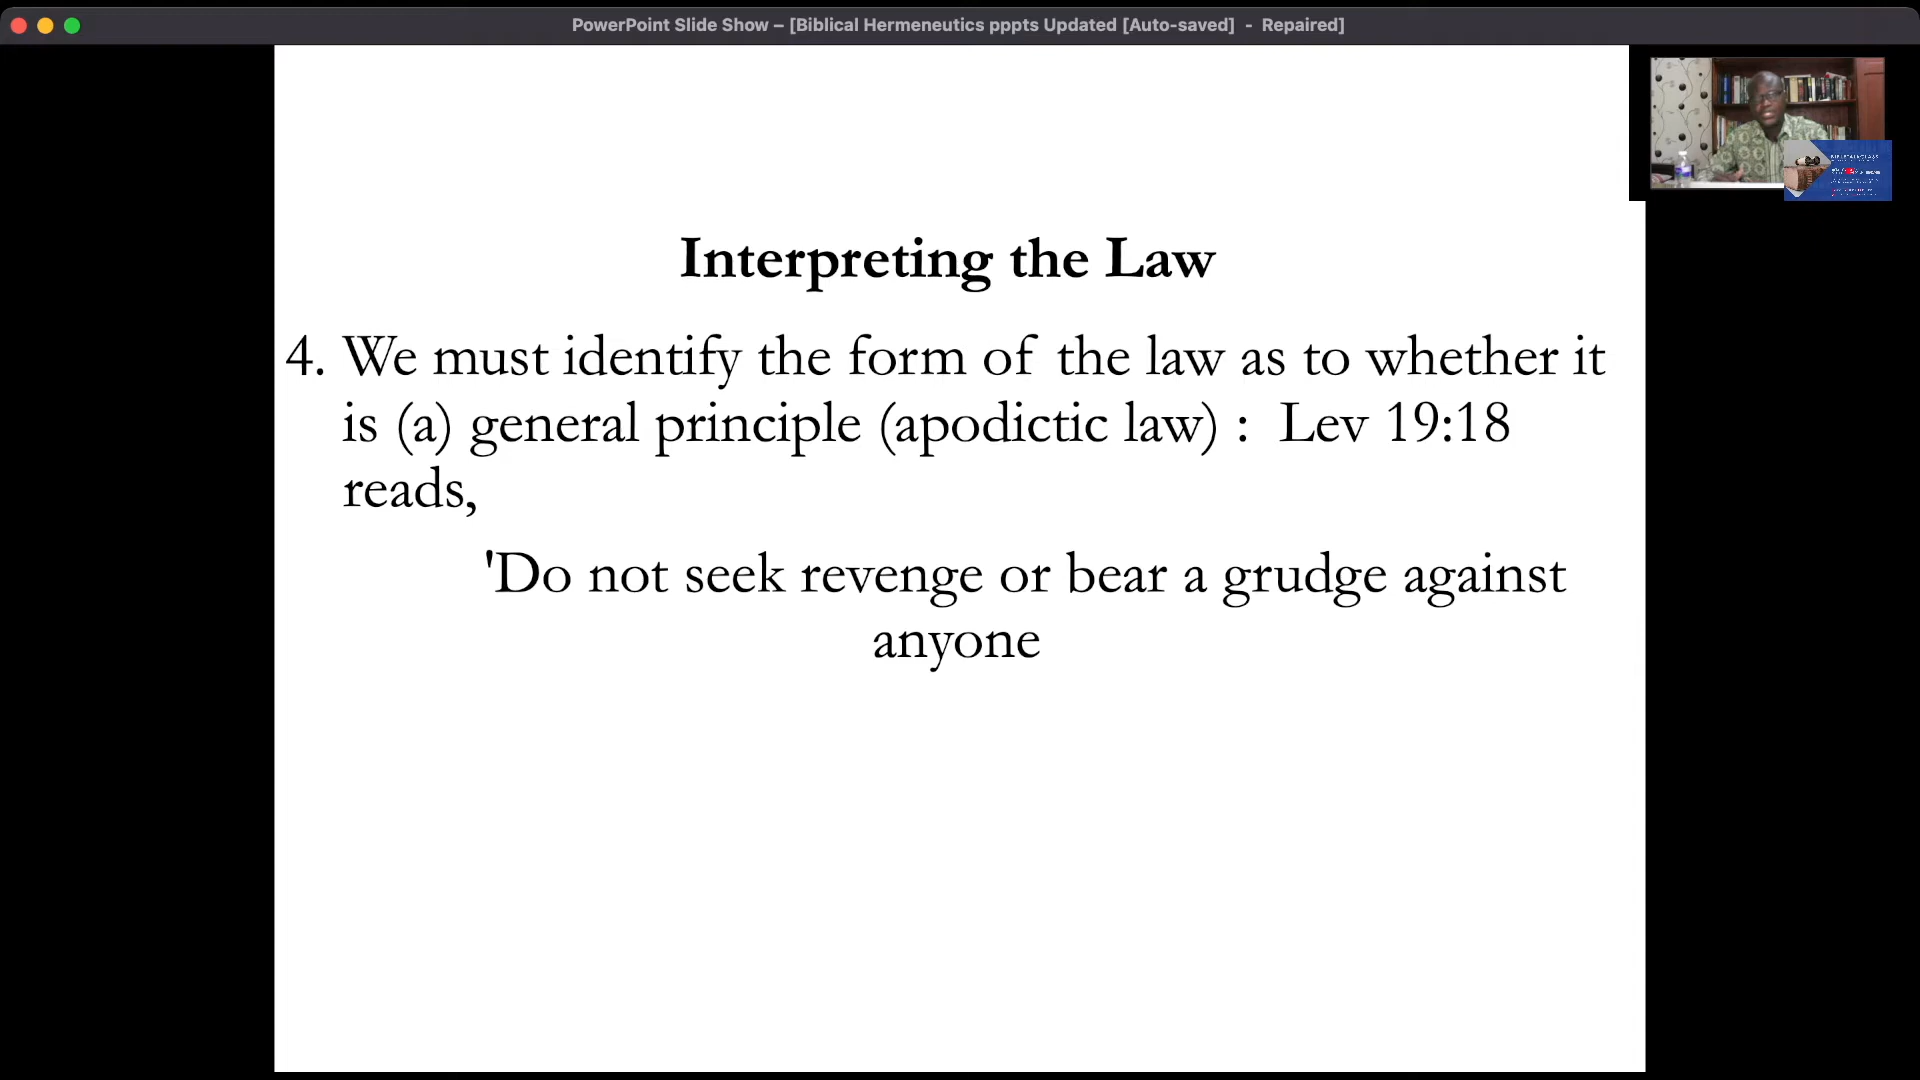 PowerPoint Slide Show – [Biblical Hermeneutics pppts Updated [Auto-saved] - Repaired]
Interpreting the Law
4. We must identify the form of the law as to whether it
is (a) general principle (apodictic law) : Lev 19:18
reads,
'Do not seek revenge or bear a grudge against
anyone